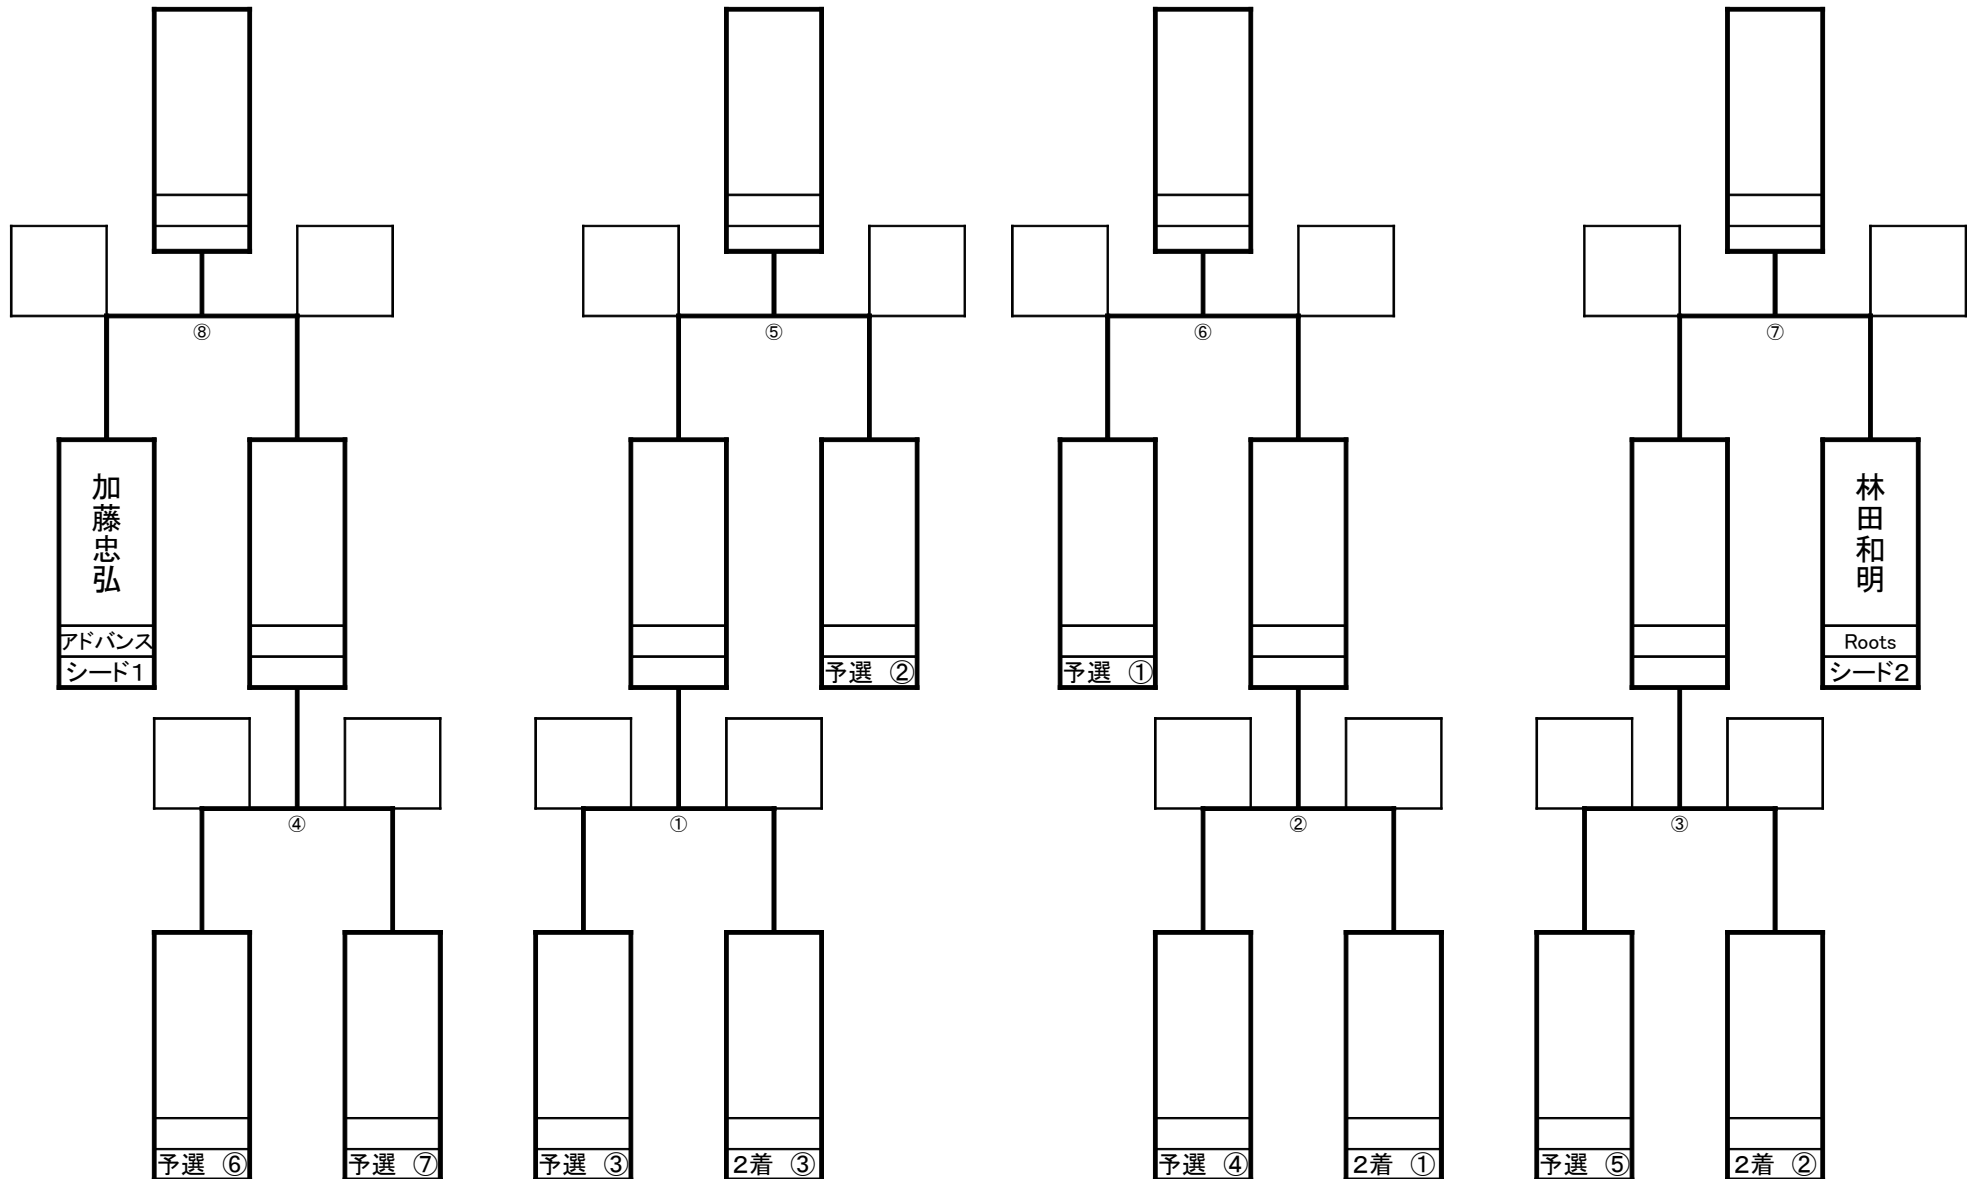 ⑧
⑤
⑥
⑦
加藤忠弘
林田和明
アドバンス
Roots
シード1
予選 ②
予選 ①
シード2
④
①
②
③
予選 ⑥
予選 ⑦
予選 ③
2着 ③
予選 ④
2着 ①
予選 ⑤
2着 ②